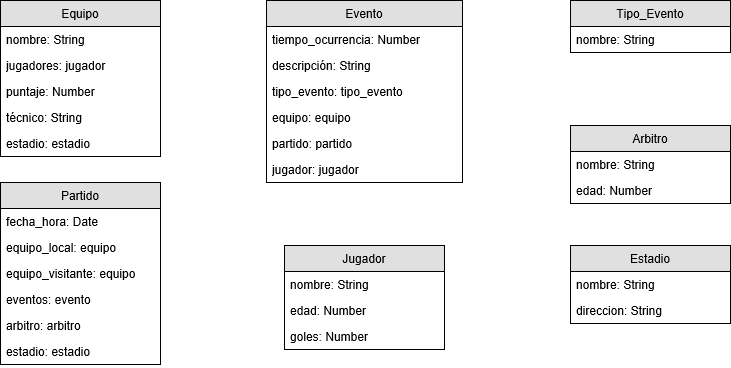 Equipo
nombre: String
jugadores: jugador
puntaje: Number
técnico: String
estadio: estadio
Evento
tiempo_ocurrencia: Number
descripción: String
tipo_evento: tipo_evento
equipo: equipo
partido: partido
jugador: jugador
Tipo_Evento
nombre: String
Arbitro
nombre: String
edad: Number
Partido
fecha_hora: Date
equipo_local: equipo
equipo_visitante: equipo
eventos: evento
arbitro: arbitro
estadio: estadio
Jugador
nombre: String
edad: Number
goles: Number
Estadio
nombre: String
direccion: String